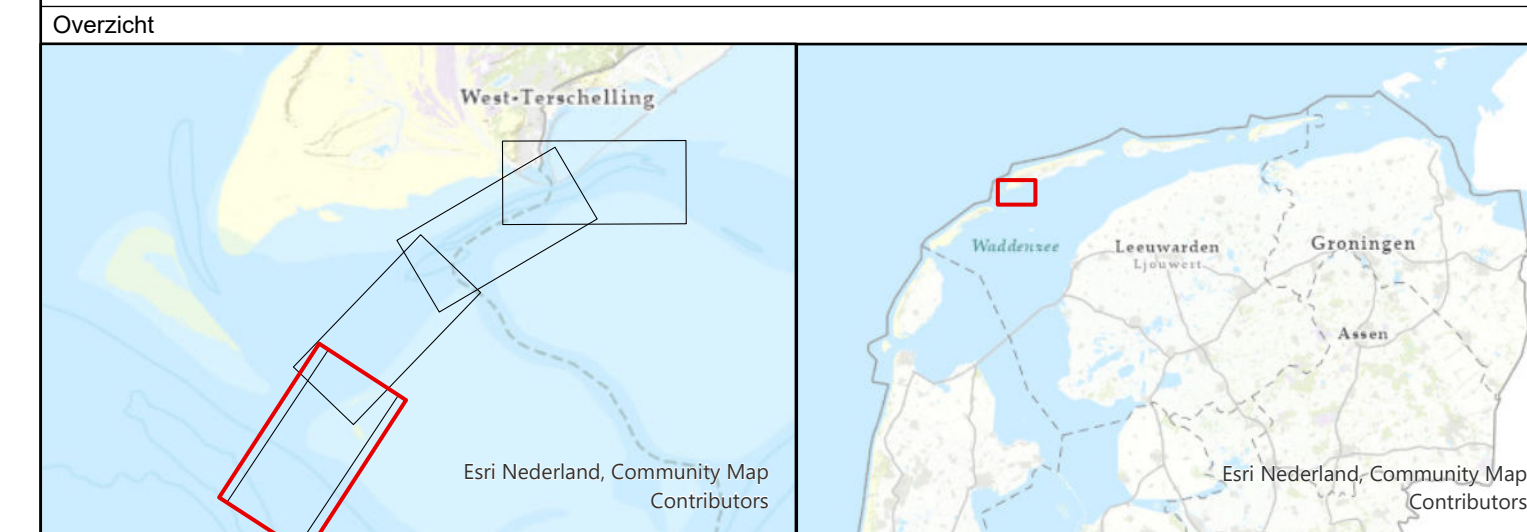 Overzicht
West-Terschelling
Esri Nederland, Community Map
Contributors
Waddenzee
Leeuwarden
Ljouwert
Groningen
Assen
Esri Nederland, Community Map
Contributors